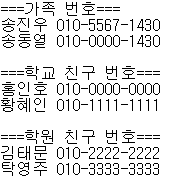 ===가족 번호===
송진우 010-5567-1430
송동열 010-0000-1430

===학교 친구 번호===
홍인호 010-0000-0000
황혜인 010-1111-1111

===학원 친구 번호===
김태문 010-2222-2222
탁영주 010-3333-3333